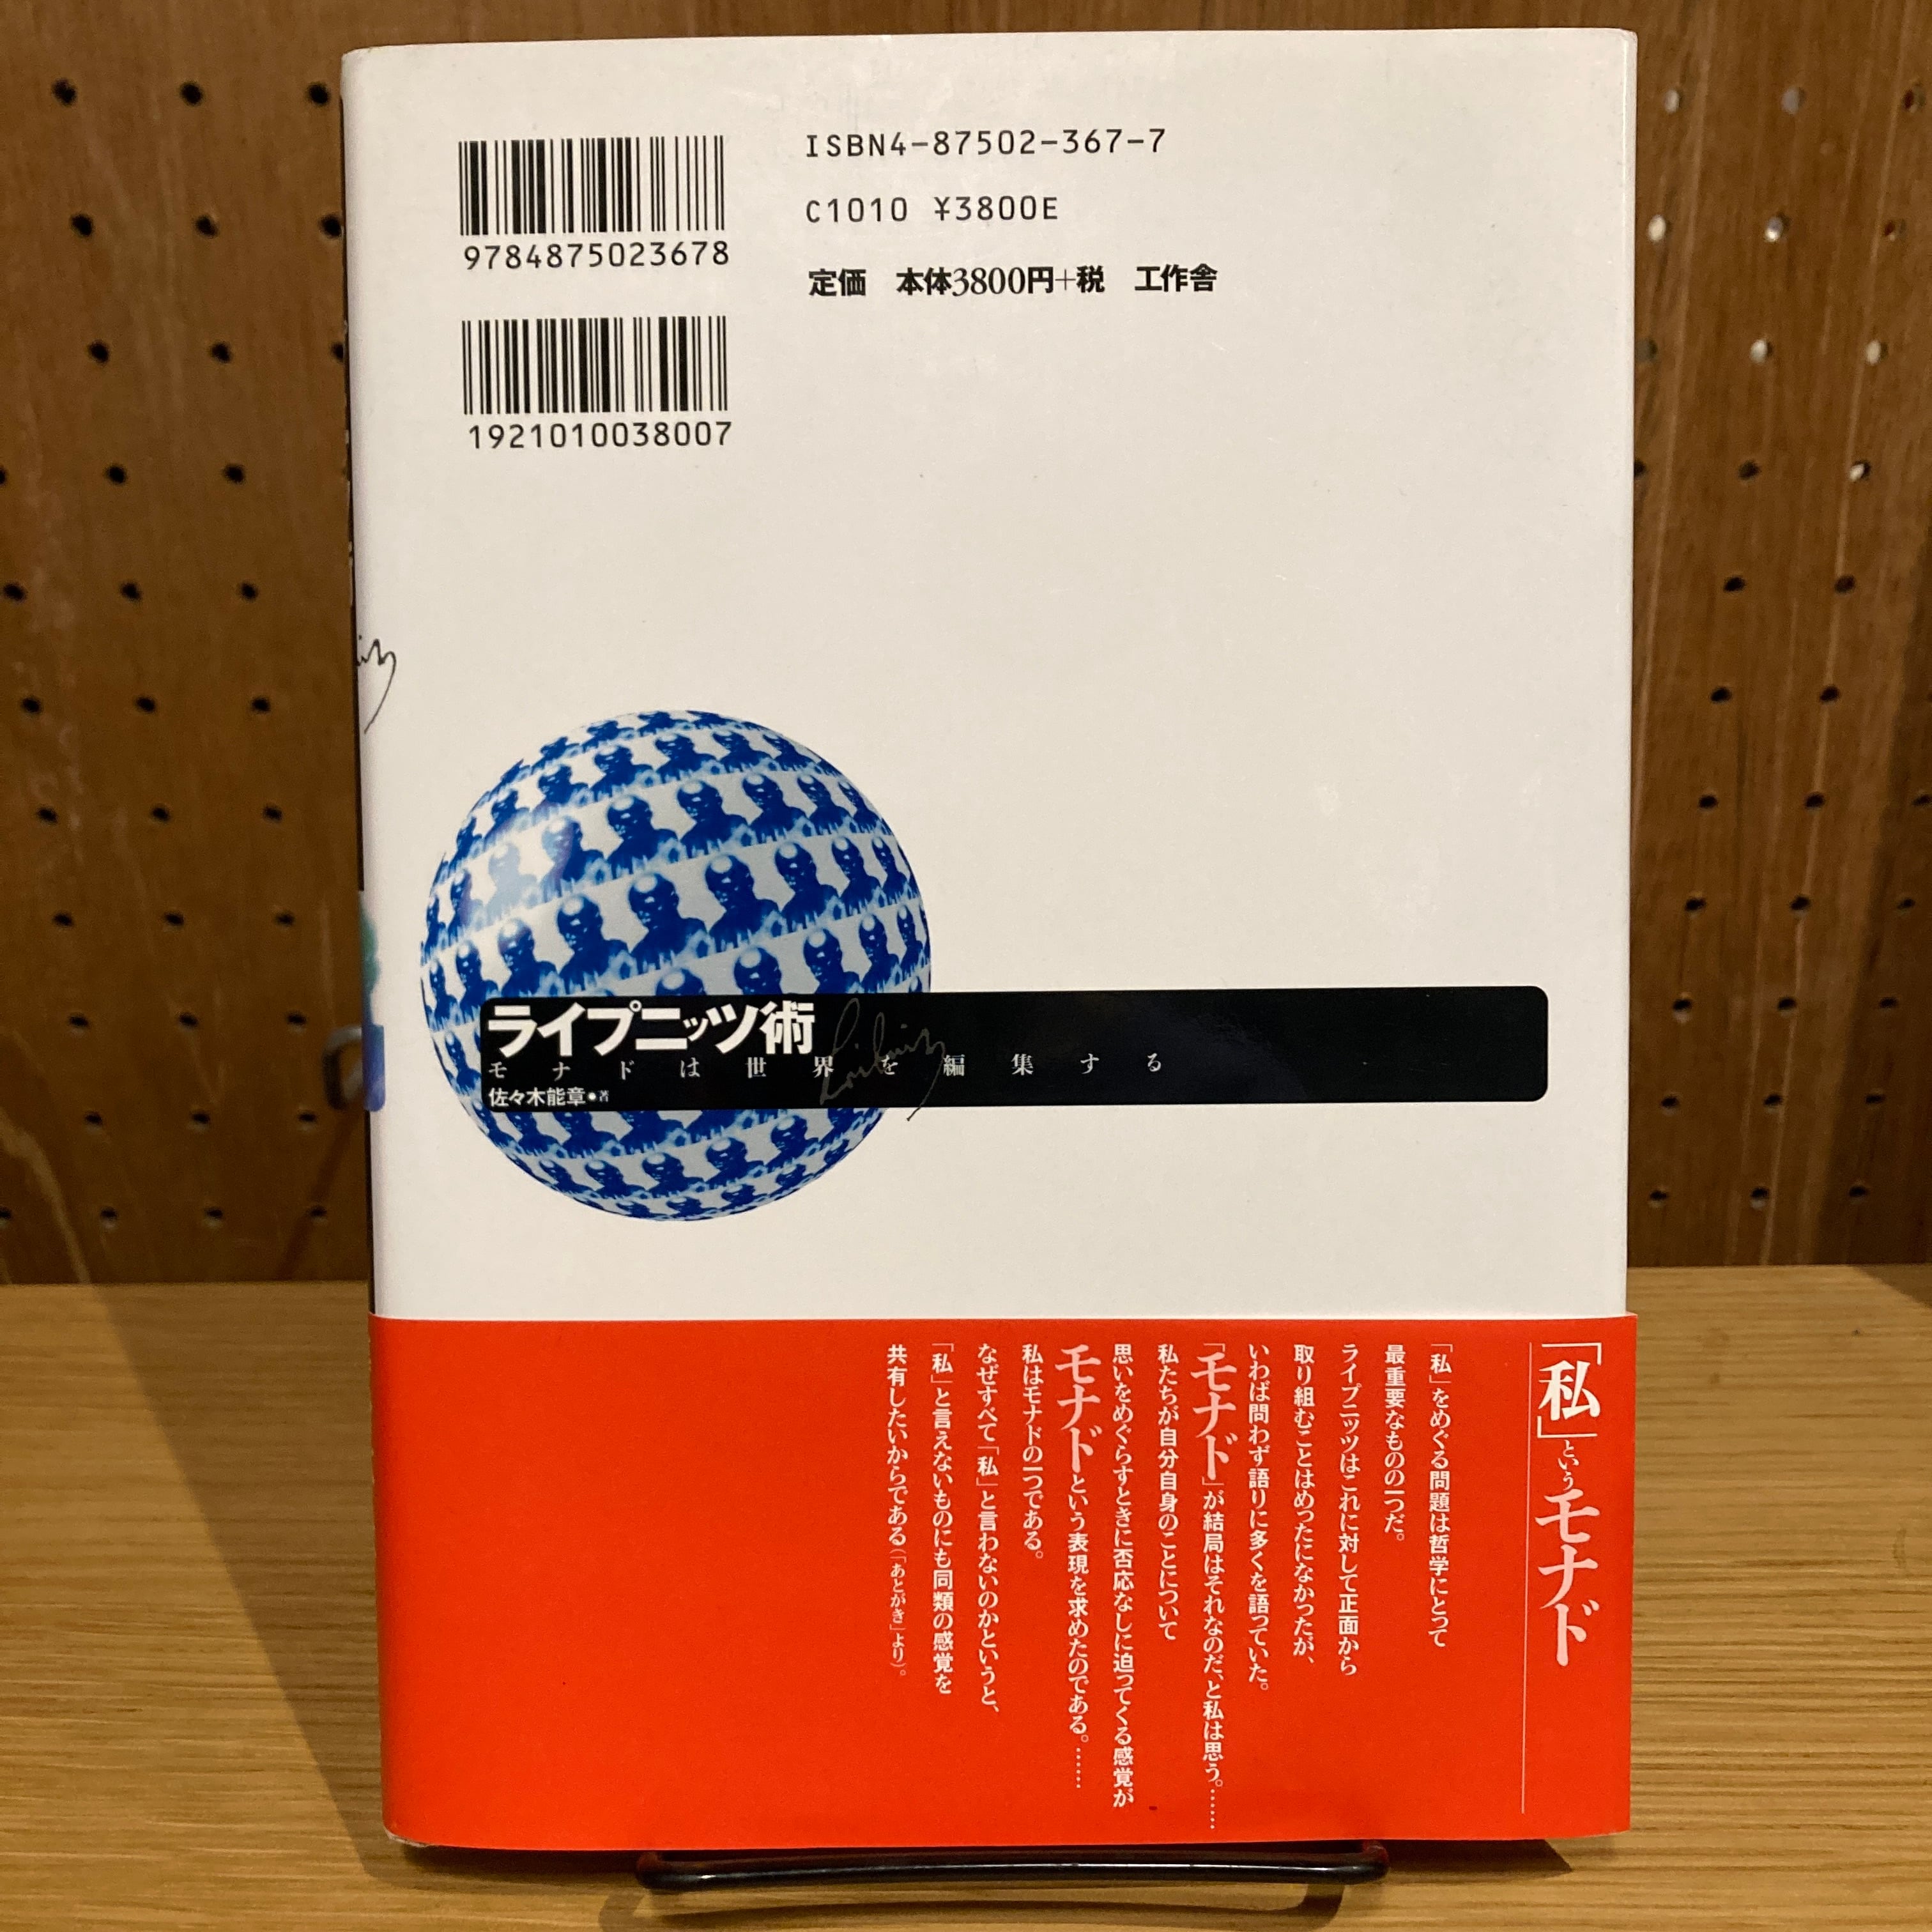 ISBN4-87502-367-7
C1010 ¥3800E
定価 本体3800円+税 工作舎
9784875023678
1921010038007
ライプニッツ術
モナドは世界を編集する
Leibniz
佐々木能章●著
「私」というモナド
「私」をめぐる問題は哲学にとって
最重要なものの一つだ。
ライプニッツはこれに対して正面から
取り組むことはめったになかったが、
いわば問わず語りに多くを語っていた。
「モナド」が結局はそれなのだ、と私は思う。……
私たちが自分自身のことについて
思いをめぐらすときに否応なしに迫ってくる感覚が
モナドという表現を求めたのである。……
私はモナドの一つである。
なぜすべて「私」と言わないのかというと、
「私」と言えないものにも同類の感覚を
共有したいからである(「あとがき」より)。